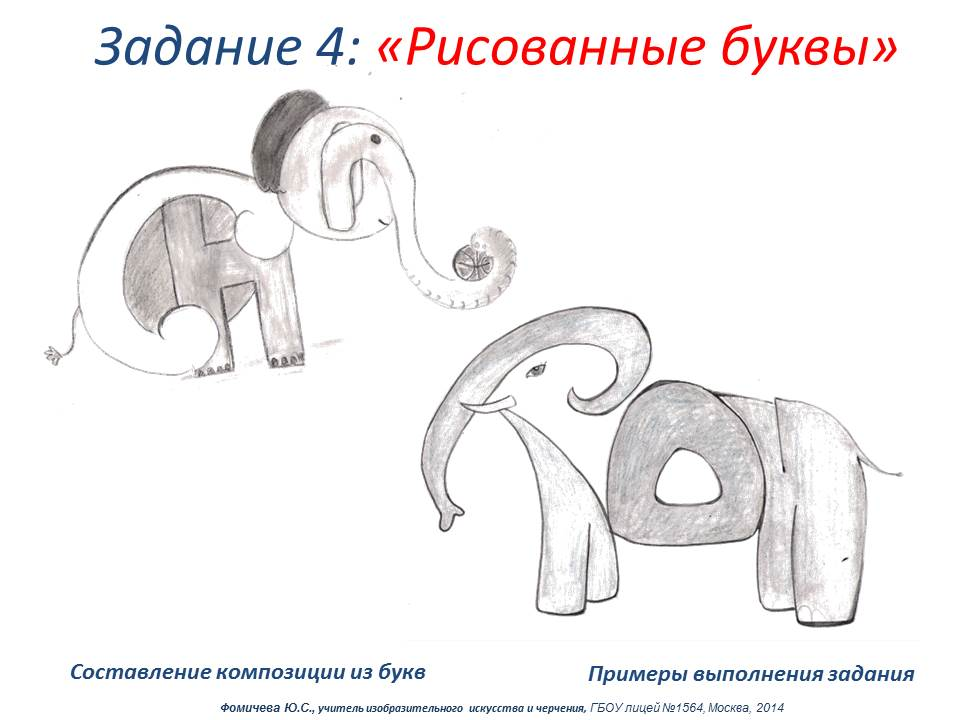 Задание 4: «Рисованные буквы»
Составление композиции из букв
Примеры выполнения задания
Фомичева Ю.С., учитель изобразительного искусства и черчения, ГБОУ лицей №1564, Москва, 2014